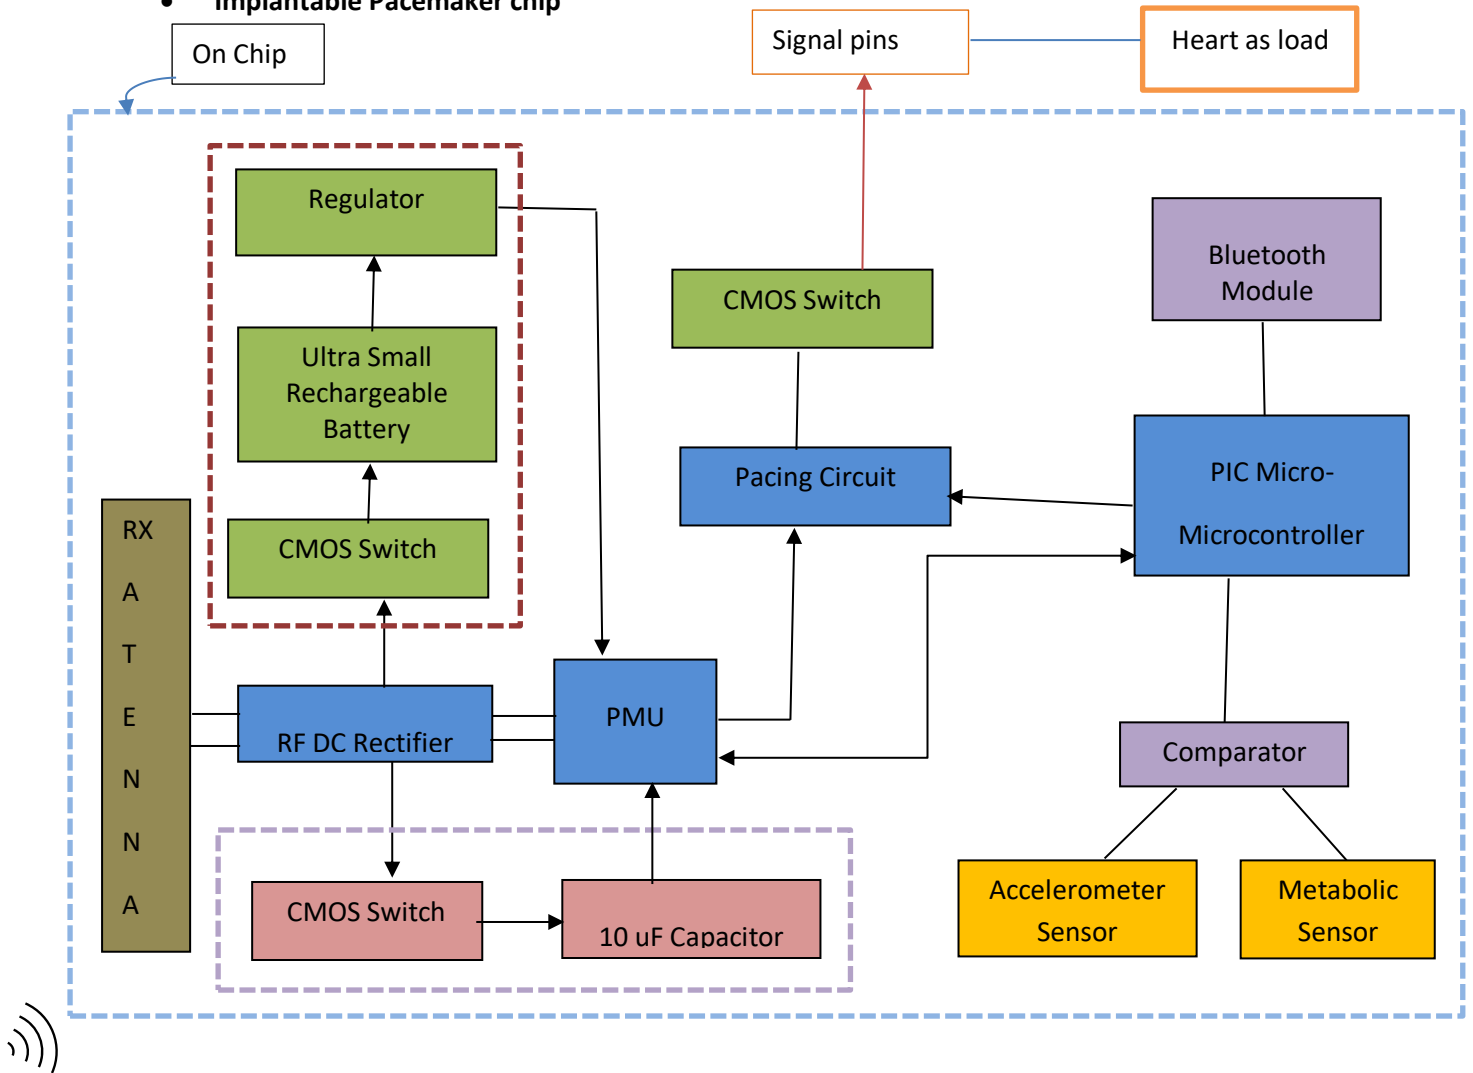 • Implantable Pacemaker chip
On Chip
Signal pins
Heart as load
Regulator
Bluetooth
Module
CMOS Switch
Ultra Small
Rechargeable
Battery
Pacing Circuit
PIC Micro-
Microcontroller
CMOS Switch
RX
A
T
E
N
N
A
RF DC Rectifier
PMU
Comparator
CMOS Switch
10 uF Capacitor
Accelerometer
Sensor
Metabolic
Sensor